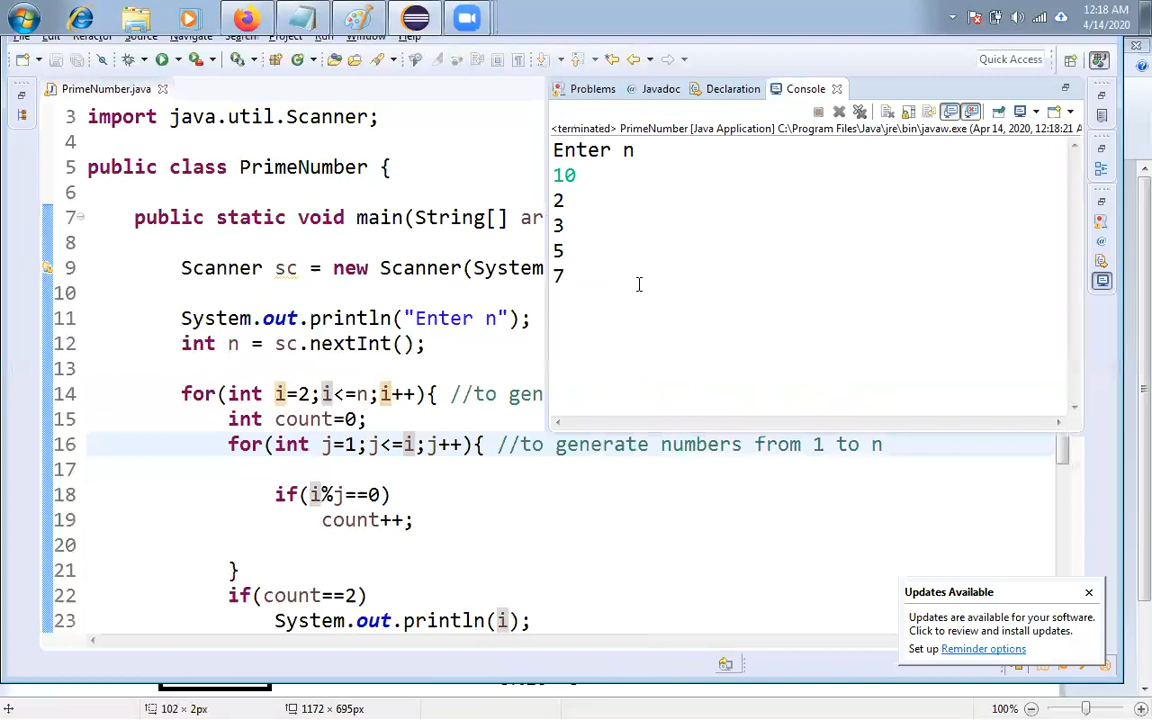 12:18 AM
4/14/2020
Quick Access
PrimeNumber.java
3 import java.util.Scanner;
4
5 public class PrimeNumber {
6
7 public static void main(String[] ar
8
9 Scanner sc = new Scanner(System
10
11 System.out.println("Enter n");
12 int n = sc.nextInt();
13
14 for(int i=2;i<=n;i++){ //to gen
15 int count=0;
16 for(int j=1;j<=i;j++){ //to generate numbers from 1 to n
17
18 if(i%j==0)
19 count++;
20
21 }
22 if(count==2)
23 System.out.println(i);
Problems Javadoc Declaration Console
<terminated> PrimeNumber [Java Application] C:\Program Files\Java\jre\bin\javaw.exe (Apr 14, 2020, 12:18:21 A
Enter n
10
2
3
5
7
Updates Available
Updates are available for your software.
Click to review and install updates.
Set up Reminder options
102 × 2px
1172 × 695px
100%